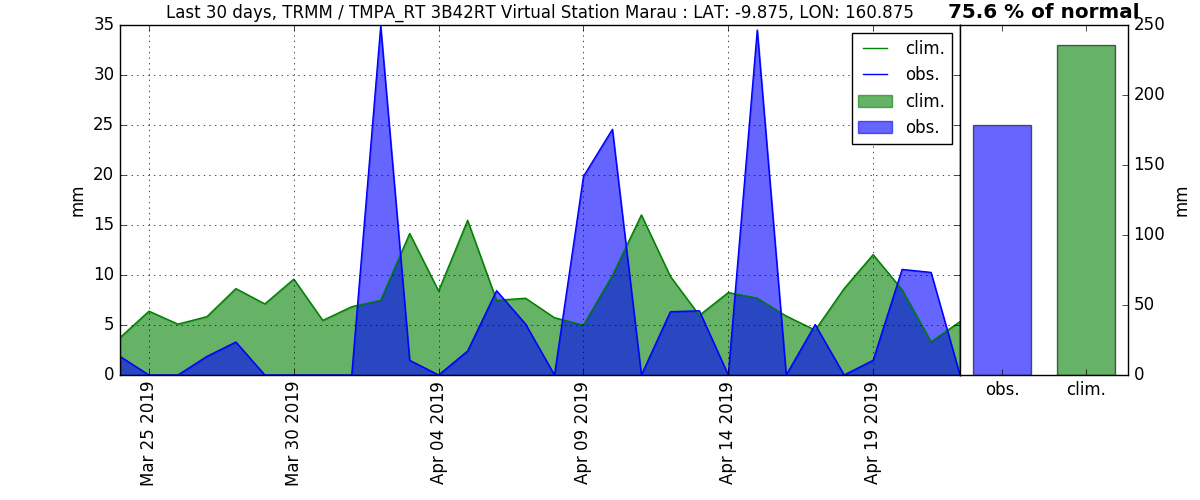 Last 30 days, TRMM / TMPA_RT 3B42RT Virtual Station Marau : LAT: -9.875, LON: 160.875
75.6 % of normal
35
30
25
20
15
10
5
0
mm
clim.
obs.
clim.
obs.
250
200
150
100
50
0
mm
obs.
clim.
Mar 25 2019
Mar 30 2019
Apr 04 2019
Apr 09 2019
Apr 14 2019
Apr 19 2019